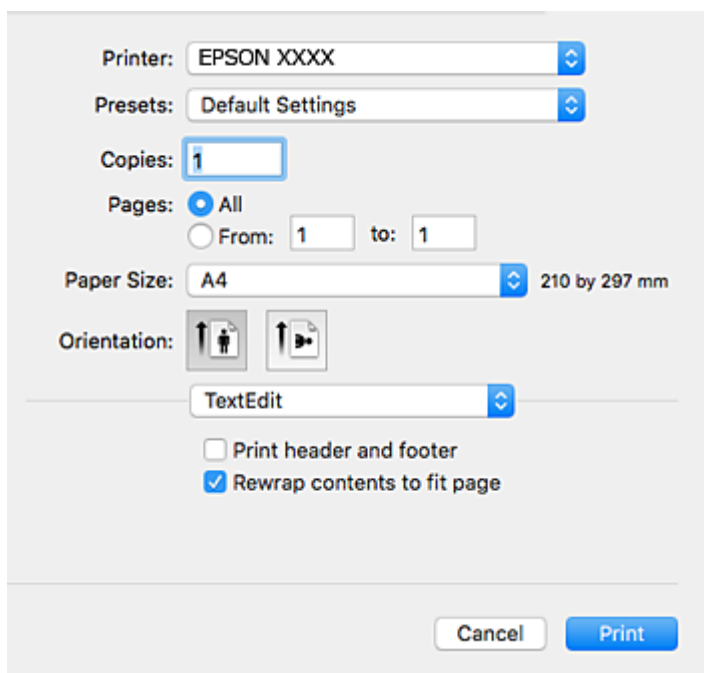 Printer: EPSON XXXX
Presets: Default Settings
Copies: 1
Pages: All
From: 1 to: 1
Paper Size: A4 210 by 297 mm
Orientation:
TextEdit
Print header and footer
Rewrap contents to fit page
Cancel Print